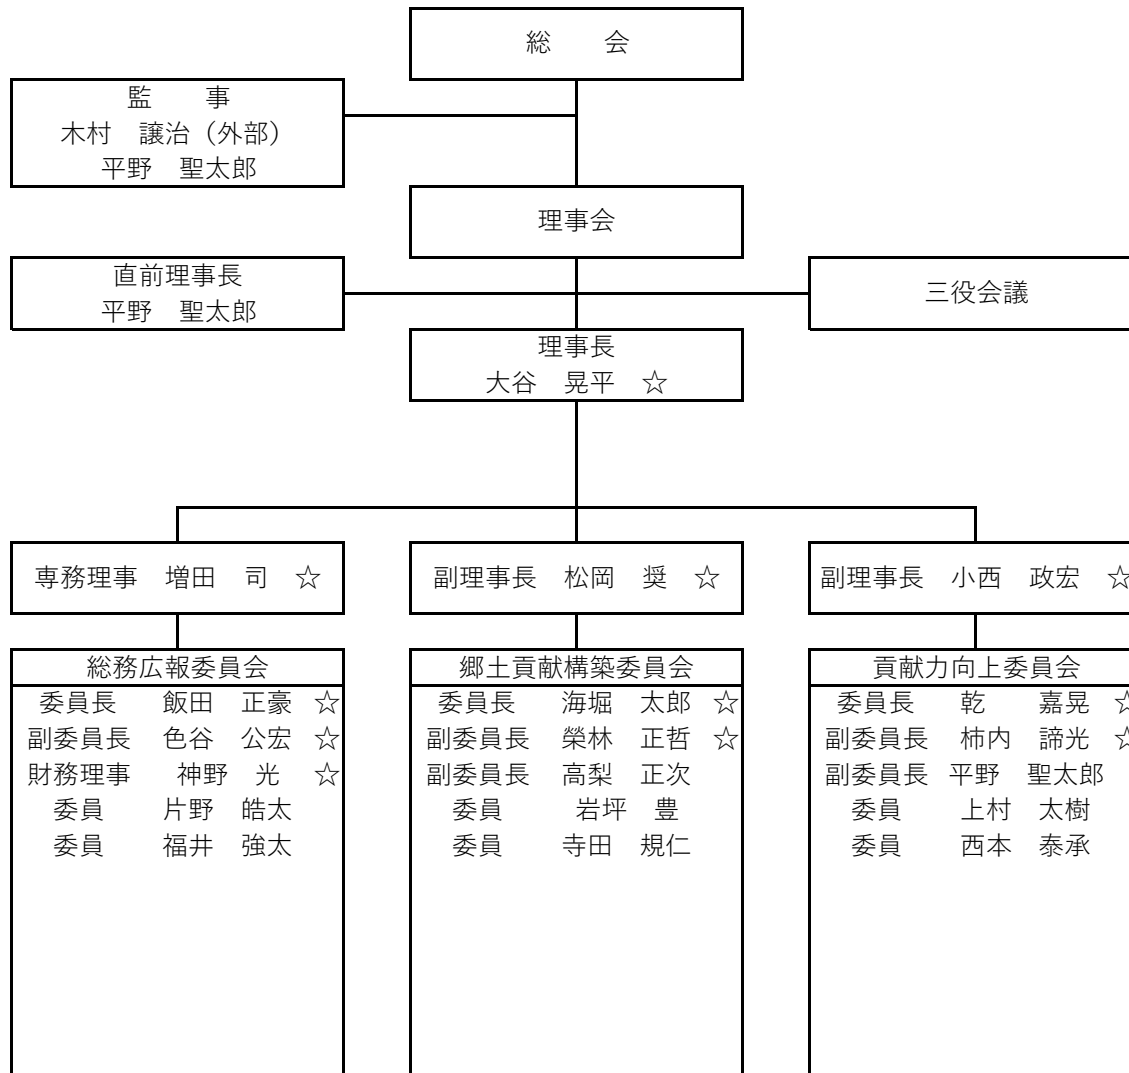 総　　会
監　　事
木村　譲治（外部）
平野　聖太郎
理事会
直前理事長
平野　聖太郎
三役会議
理事長
大谷　晃平　☆
専務理事　増田　司　☆
副理事長　松岡　奨　☆
副理事長　小西　政宏　☆
総務広報委員会
委員長　飯田　正豪　☆
副委員長　色谷　公宏　☆
財務理事　神野　光　☆
委員　片野　皓太
委員　福井　強太
郷土貢献構築委員会
委員長　海堀　太郎　☆
副委員長　榮林　正哲　☆
副委員長　高梨　正次
委員　岩坪　豊
委員　寺田　規仁
貢献力向上委員会
委員長　乾　嘉晃　☆
副委員長　柿内　諦光　☆
副委員長　平野　聖太郎
委員　上村　太樹
委員　西本　泰承